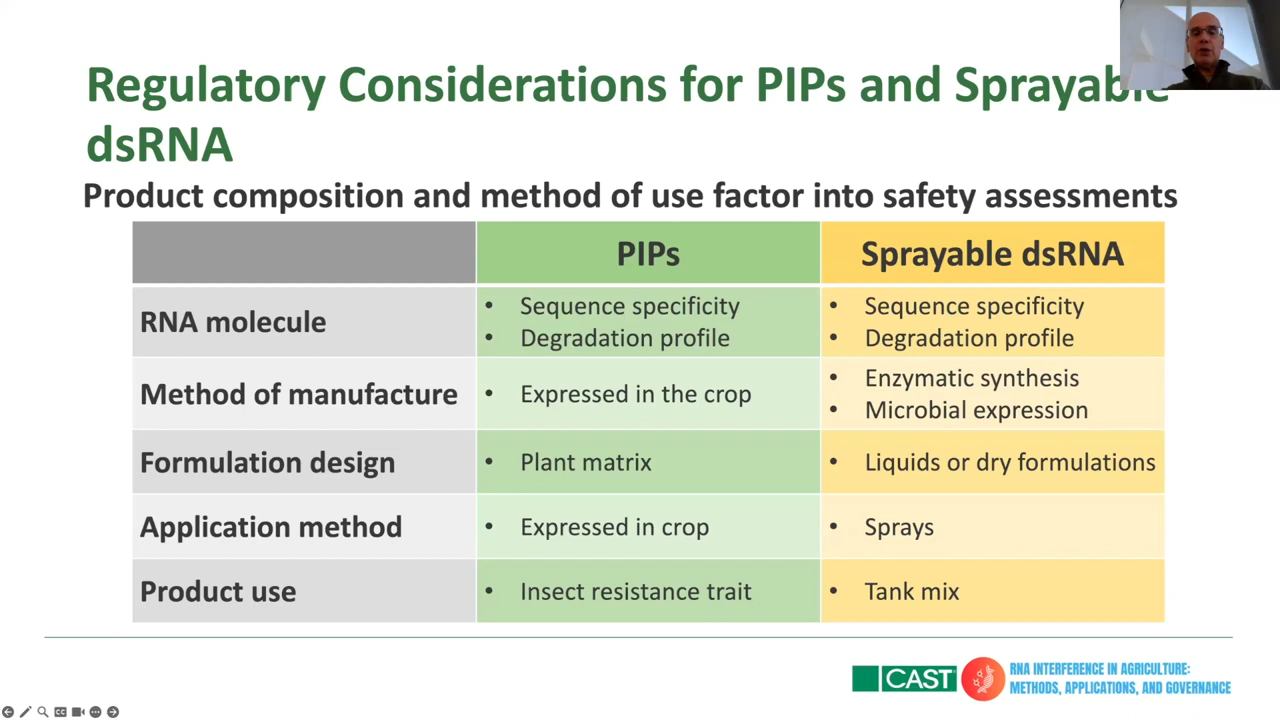 Regulatory Considerations for PIPs and Sprayable
dsRNA
Product composition and method of use factor into safety assessments
PIPs
Sprayable dsRNA
RNA molecule
• Sequence specificity
• Degradation profile
• Sequence specificity
• Degradation profile
Method of manufacture
• Expressed in the crop
• Enzymatic synthesis
• Microbial expression
Formulation design
• Plant matrix
• Liquids or dry formulations
Application method
• Expressed in crop
• Sprays
Product use
• Insect resistance trait
• Tank mix
CAST
RNA INTERFERENCE IN AGRICULTURE:
METHODS, APPLICATIONS, AND GOVERNANCE
CC